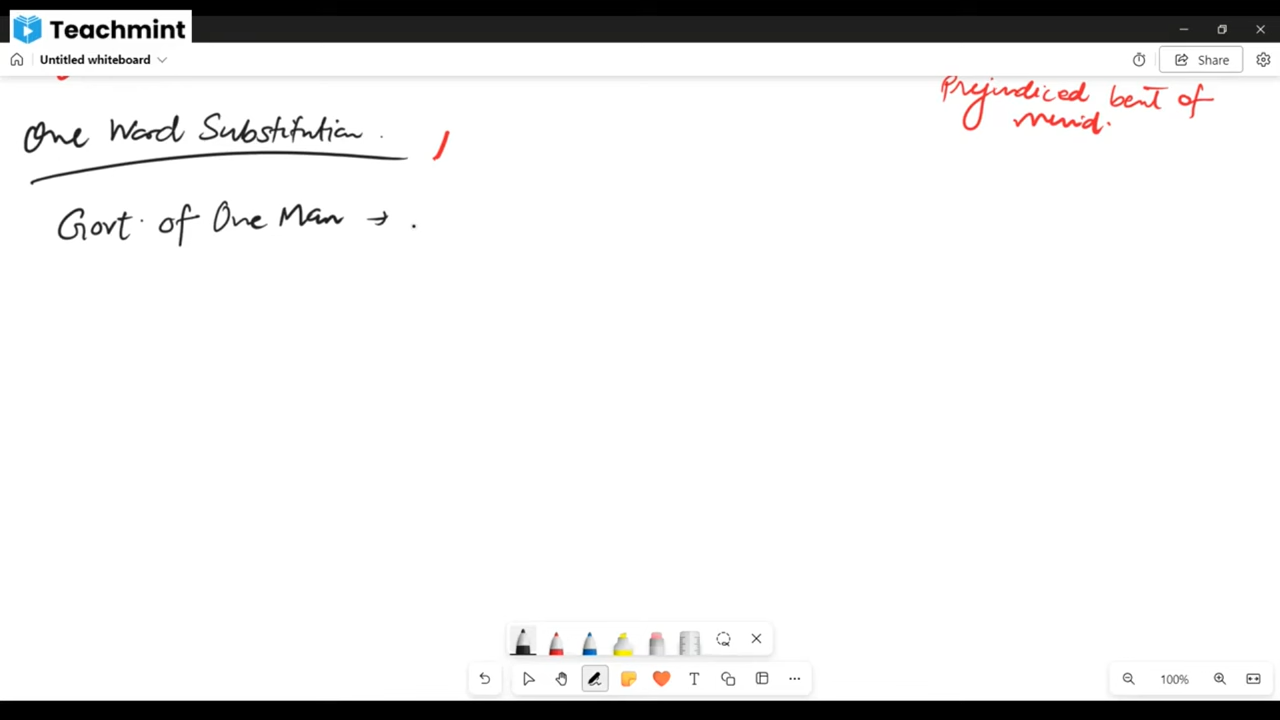 Teachmint
Untitled whiteboard
Share
Prejudiced bent of
mind.
One Word Substitution.
Govt. of One Man →
100%